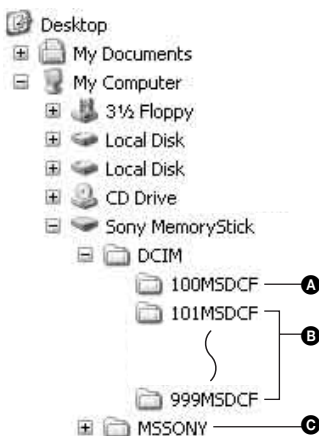 Desktop
My Documents
My Computer
3½ Floppy
Local Disk
Local Disk
CD Drive
Sony MemoryStick
DCIM
100MSDCF A
101MSDCF
B
999MSDCF
MSSONY C